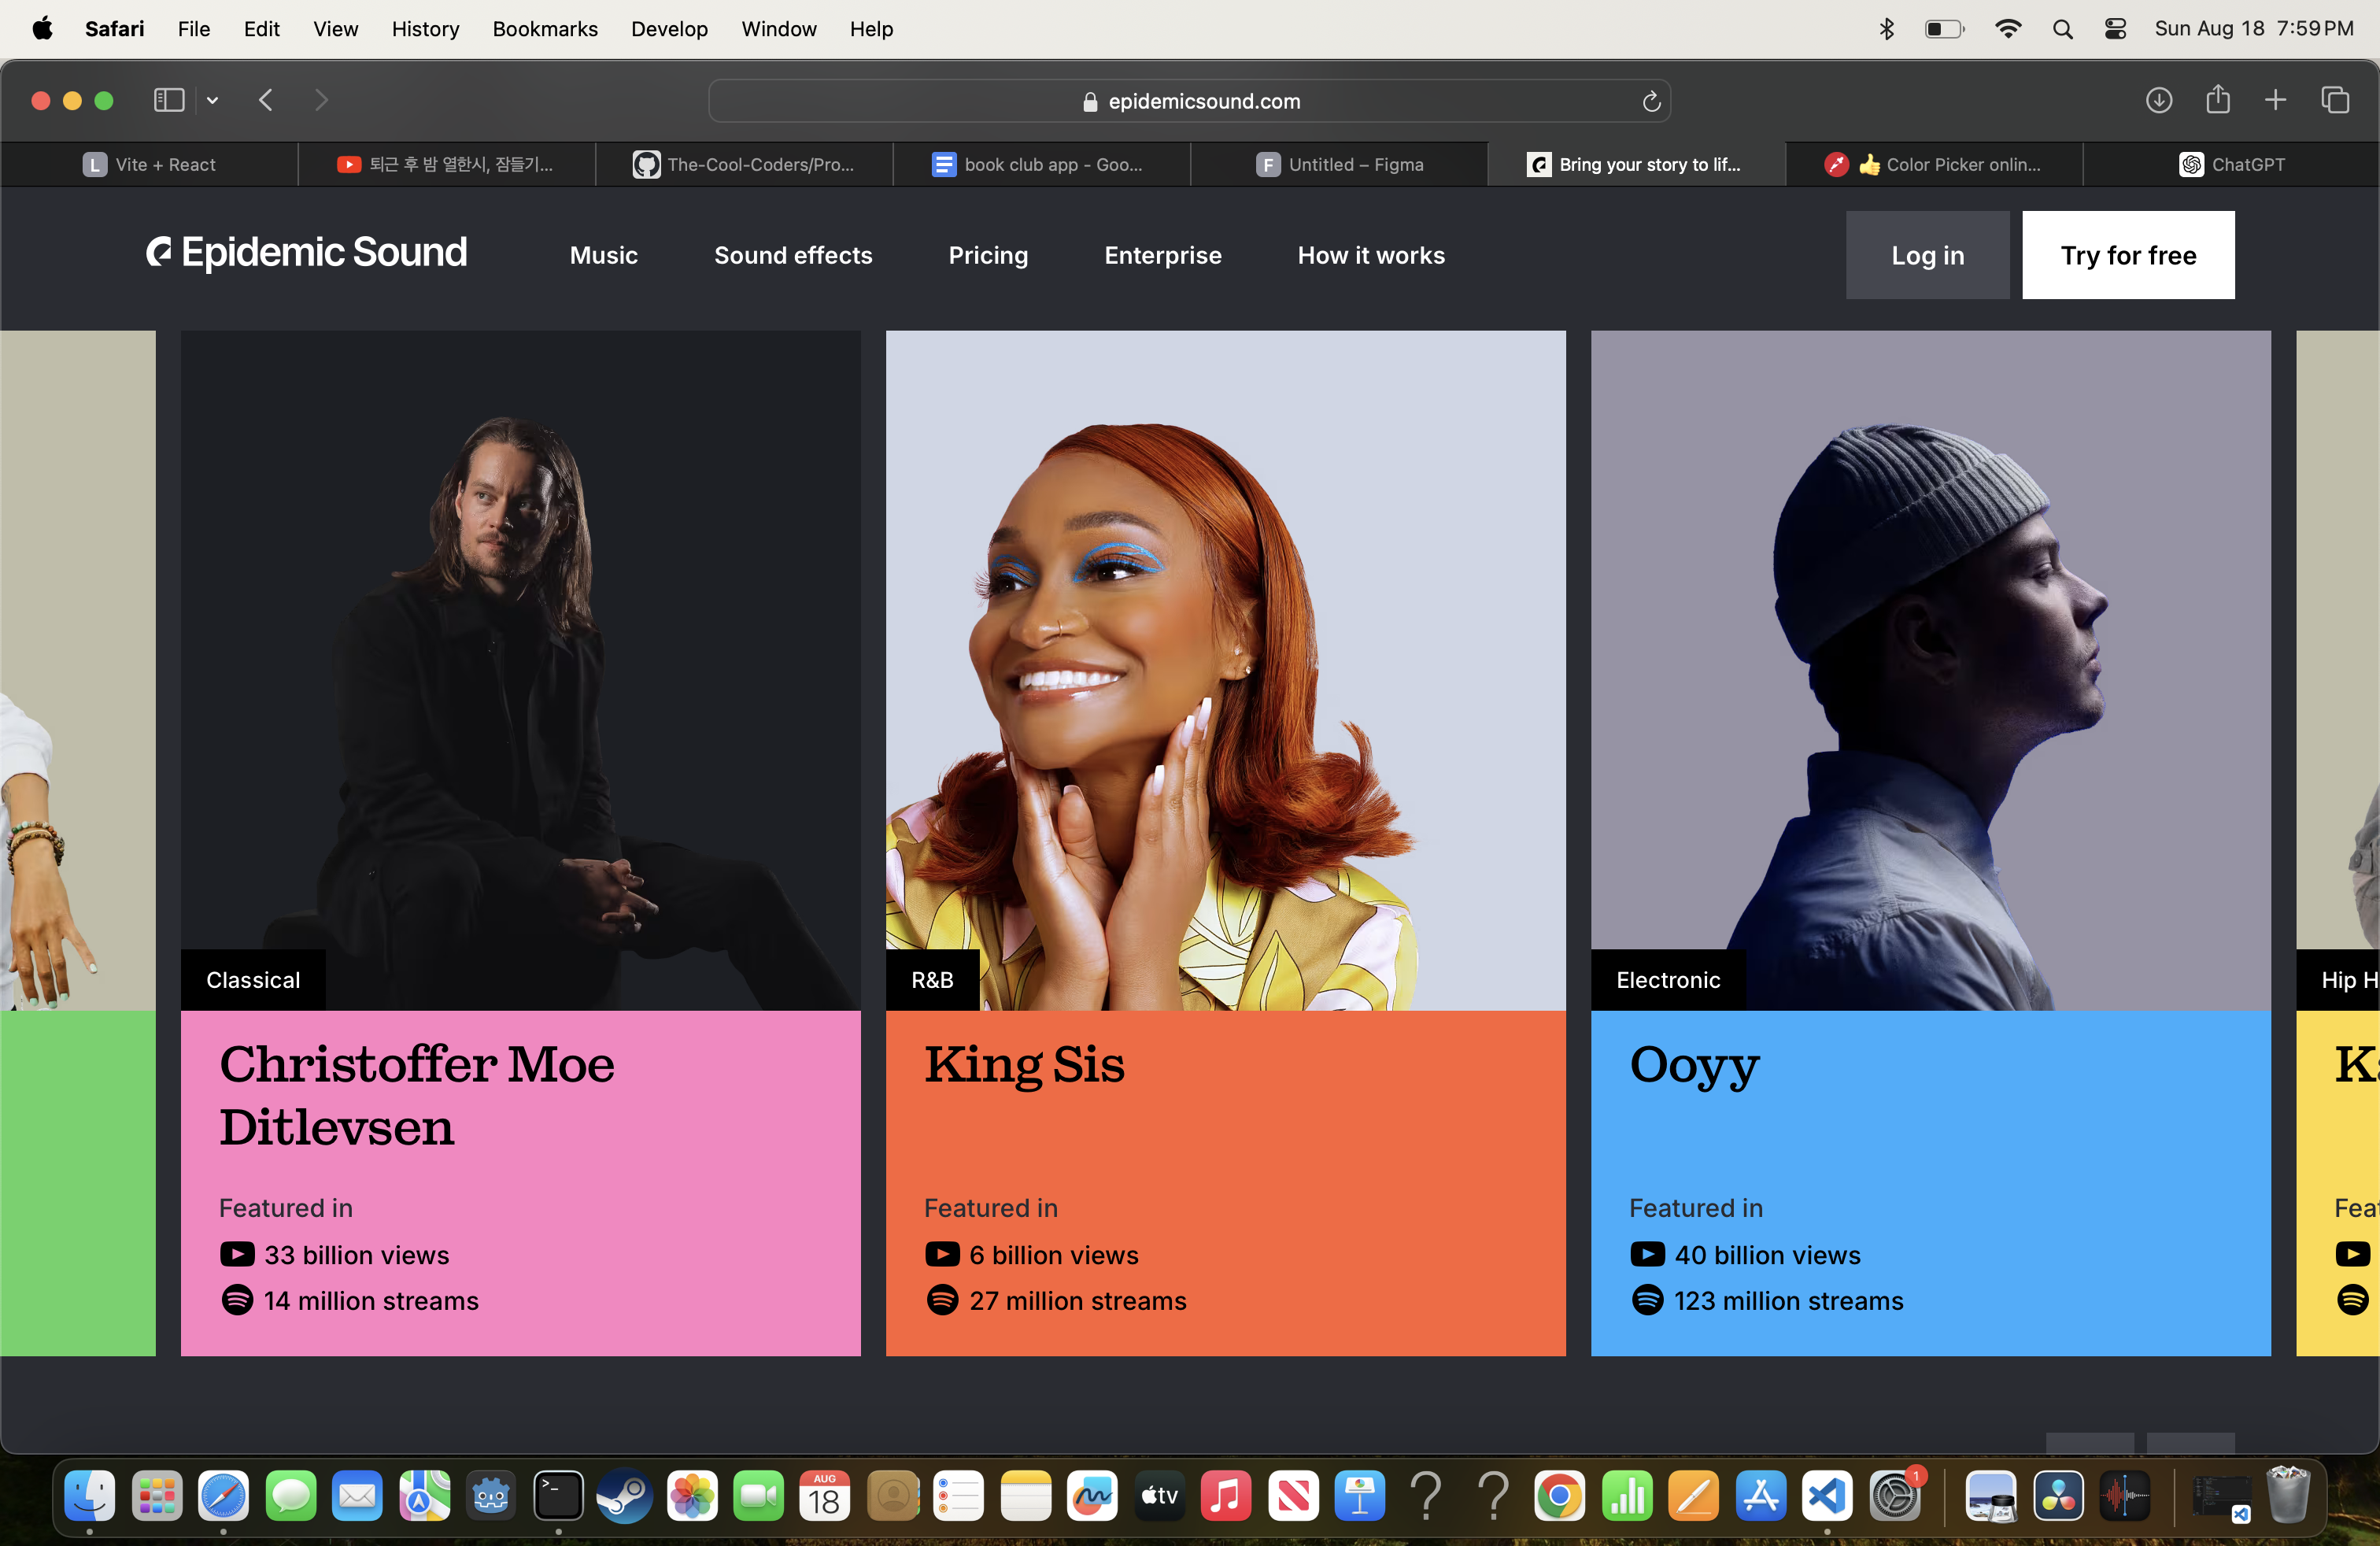 Safari File Edit View History Bookmarks Develop Window Help Sun Aug 18 7:59 PM
epidemicsound.com
L Vite + React
퇴근 후 밤 열한시, 잠들기...
The-Cool-Coders/Pro...
book club app - Goo...
F Untitled – Figma
Bring your story to lif...
👍 Color Picker onlin...
ChatGPT
Epidemic Sound Music Sound effects Pricing Enterprise How it works Log in Try for free
Classical
Christoffer Moe
Ditlevsen
Featured in
33 billion views
14 million streams
R&B
King Sis
Featured in
6 billion views
27 million streams
Electronic
Ooyy
Featured in
40 billion views
123 million streams
Hip H
Feat
AUG
18
tv
1